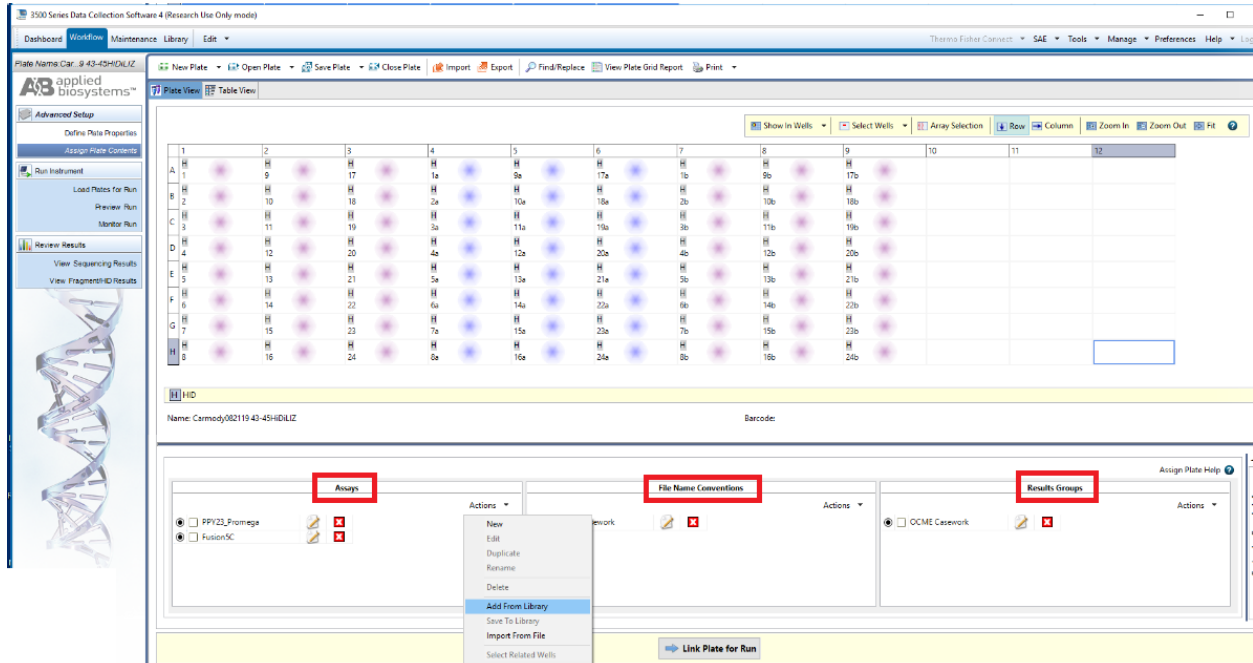 3500 Series Data Collection Software 4 (Research Use Only mode)
Dashboard Workflow Maintenance Library Edit Thermo Fisher Connect SAE Tools Manage Preferences Help Log
Plate Name:Car...9 43-45HIDiLIZ
New Plate Open Plate Save Plate Close Plate Import Export Find/Replace View Plate Grid Report Print
AB applied biosystems™
Plate View Table View
Advanced Setup
Define Plate Properties
Assign Plate Contents
Run Instrument
Load Plates for Run
Preview Run
Monitor Run
Review Results
View Sequencing Results
View Fragment/HID Results
Show In Wells Select Wells Array Selection Row Column Zoom In Zoom Out Fit ?
1 2 3 4 5 6 7 8 9 10 11 12
H H H H H H H H H
A 1 9 17 1a 9a 17a 1b 9b 17b
H H H H H H H H H
B 2 10 18 2a 10a 18a 2b 10b 18b
H H H H H H H H H
C 3 11 19 3a 11a 19a 3b 11b 19b
H H H H H H H H H
D 4 12 20 4a 12a 20a 4b 12b 20b
H H H H H H H H H
E 5 13 21 5a 13a 21a 5b 13b 21b
H H H H H H H H H
F 6 14 22 6a 14a 22a 6b 14b 22b
H H H H H H H H H
G 7 15 23 7a 15a 23a 7b 15b 23b
H H H H H H H H H
H 8 16 24 8a 16a 24a 8b 16b 24b
H HID
Name: Carmody082119 43-45HiDiLIZ Barcode:
Assign Plate Help ?
Assays File Name Conventions Results Groups
Actions Actions Actions
PPY23_Promega
Fusion5C
OCME Casework
New
Edit
Duplicate
Rename
Delete
Add From Library
Save To Library
Import From File
Select Related Wells
Link Plate for Run